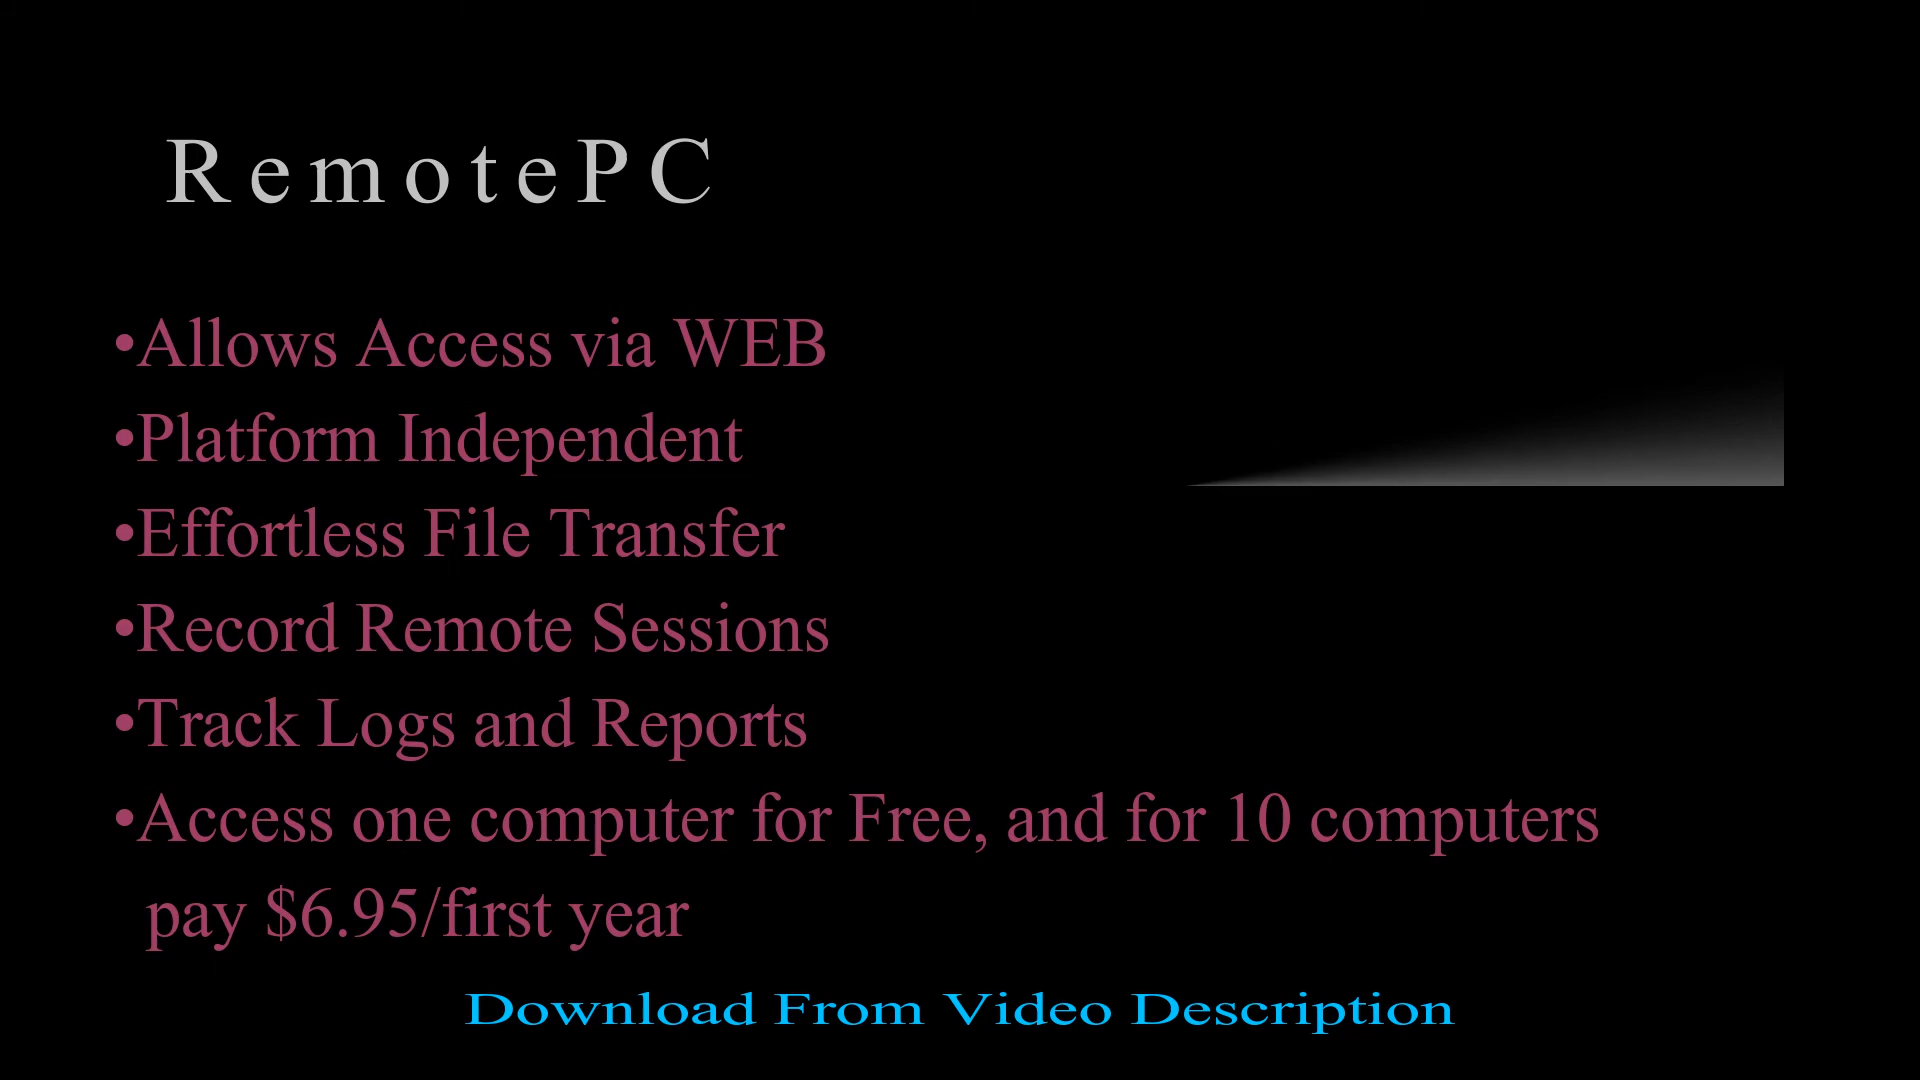 RemotePC
•Allows Access via WEB
•Platform Independent
•Effortless File Transfer
•Record Remote Sessions
•Track Logs and Reports
•Access one computer for Free, and for 10 computers
pay $6.95/first year
Download From Video Description